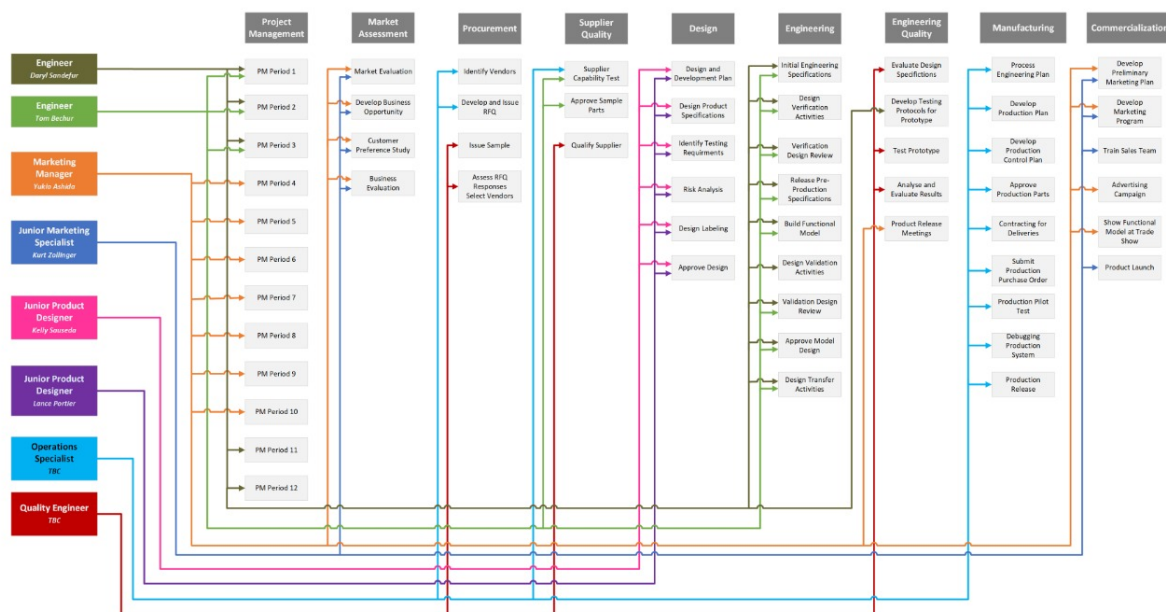 Project
Management
Market
Assessment
Procurement
Supplier
Quality
Design
Engineering
Engineering
Quality
Manufacturing
Commercialization
Engineer
Daryl Sandefur
Engineer
Tom Bechur
Marketing
Manager
Yukio Ashida
Junior Marketing
Specialist
Kurt Zollinger
Junior Product
Designer
Kelly Sauseda
Junior Product
Designer
Lance Portier
Operations
Specialist
TBC
Quality Engineer
TBC
PM Period 1
PM Period 2
PM Period 3
PM Period 4
PM Period 5
PM Period 6
PM Period 7
PM Period 8
PM Period 9
PM Period 10
PM Period 11
PM Period 12
Market Evaluation
Develop Business
Opportunity
Customer
Preference Study
Business
Evaluation
Identify Vendors
Develop and Issue
RFQ
Issue Sample
Assess RFQ
Responses
Select Vendors
Supplier
Capability Test
Approve Sample
Parts
Qualify Supplier
Design and
Development Plan
Design Product
Specifications
Identify Testing
Requirments
Risk Analysis
Design Labeling
Approve Design
Initial Engineering
Specifications
Design
Verification
Activities
Verification
Design Review
Release Pre-
Production
Specifications
Build Functional
Model
Design Validation
Activities
Validation Design
Review
Approve Model
Design
Design Transfer
Activities
Evaluate Design
Specifictions
Develop Testing
Protocols for
Prototype
Test Prototype
Analyse and
Evaluate Results
Product Release
Meetings
Process
Engineering Plan
Develop
Production Plan
Develop
Production
Control Plan
Approve
Production Parts
Contracting for
Deliveries
Submit
Production
Purchase Order
Production Pilot
Test
Debugging
Production
System
Production
Release
Develop
Preliminary
Marketing Plan
Develop
Marketing
Program
Train Sales Team
Advertising
Campaign
Show Functional
Model at Trade
Show
Product Launch